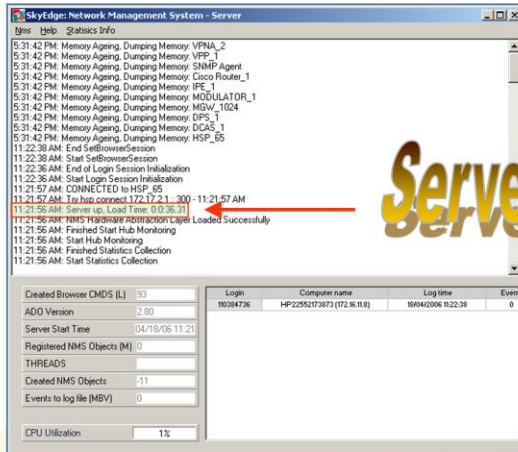 SkyEdge: Network Management System - Server
Nms Help Statisics Info
5:31:42 PM: Memory Ageing, Dumping Memory: VPNA_2
5:31:42 PM: Memory Ageing, Dumping Memory: VPP_1
5:31:42 PM: Memory Ageing, Dumping Memory: SNMP Agent
5:31:42 PM: Memory Ageing, Dumping Memory: Cisco Router_1
5:31:42 PM: Memory Ageing, Dumping Memory: IPE_1
5:31:42 PM: Memory Ageing, Dumping Memory: MODULATOR_1
5:31:42 PM: Memory Ageing, Dumping Memory: MGW_1024
5:31:42 PM: Memory Ageing, Dumping Memory: DPS_1
5:31:42 PM: Memory Ageing, Dumping Memory: DCAS_1
5:31:42 PM: Memory Ageing, Dumping Memory: HSP_65
11:22:38 AM: End SetBrowserSession
11:22:38 AM: Start SetBrowserSession
11:22:36 AM: End of Login Session Initialization
11:22:36 AM: Start Login Session Initialization
11:21:57 AM: CONNECTED to HSP_65
11:21:57 AM: Try hsp connect 172.17.2.1 : 300 - 11:21:57 AM
11:21:56 AM: Server up, Load Time: 0:0:36.31
11:21:56 AM: NMS Hardware Abstraction Layer Loaded Successfully
11:21:56 AM: Finished Start Hub Monitoring
11:21:56 AM: Start Hub Monitoring
11:21:56 AM: Finished Statistics Collection
11:21:56 AM: Start Statistics Collection
Serve
Created Browser CMDS (L) 93
ADO Version 2.80
Server Start Time 04/18/06 11:21
Registered NMS Objects (M) 0
THREADS
Created NMS Objects -11
Events to log file (MBV) 0
CPU Utilization 1%
Login Computer name Log time Even
110384736 HP22552173873 (172.16.11.8) 18/04/2006 11:22:38 0